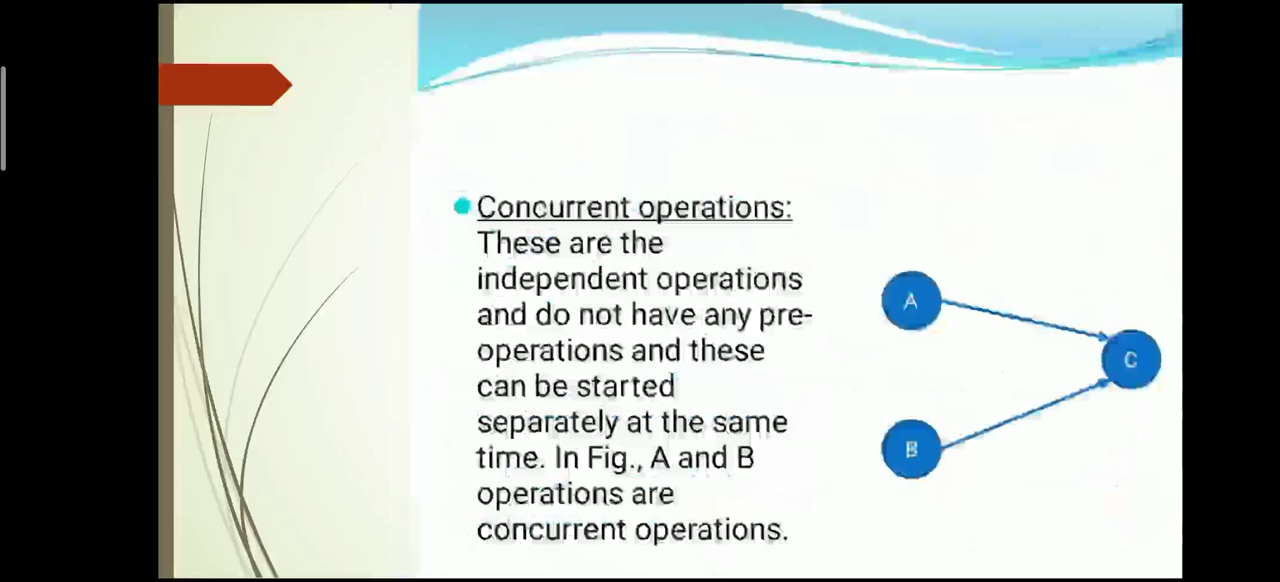 Concurrent operations:
These are the
independent operations
and do not have any pre-
operations and these
can be started
separately at the same
time. In Fig., A and B
operations are
concurrent operations.
A
C
B